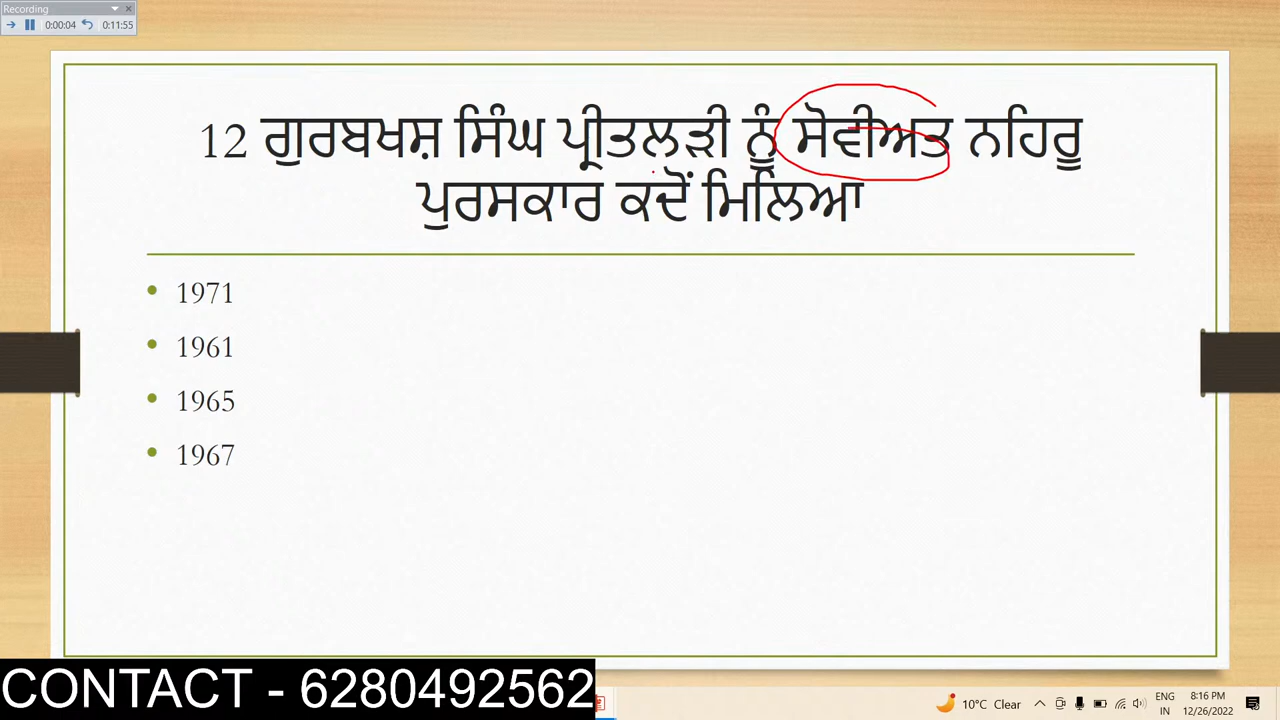 Recording
0:00:04 0:11:55
12 ਗੁਰਬਖਸ਼ ਸਿੰਘ ਪ੍ਰੀਤਲੜੀ ਨੂੰ ਸੋਵੀਅਤ ਨਹਿਰੂ
ਪੁਰਸਕਾਰ ਕਦੋਂ ਮਿਲਿਆ
• 1971
• 1961
• 1965
• 1967
CONTACT - 6280492562
10°C Clear
ENG
IN
8:16 PM
12/26/2022